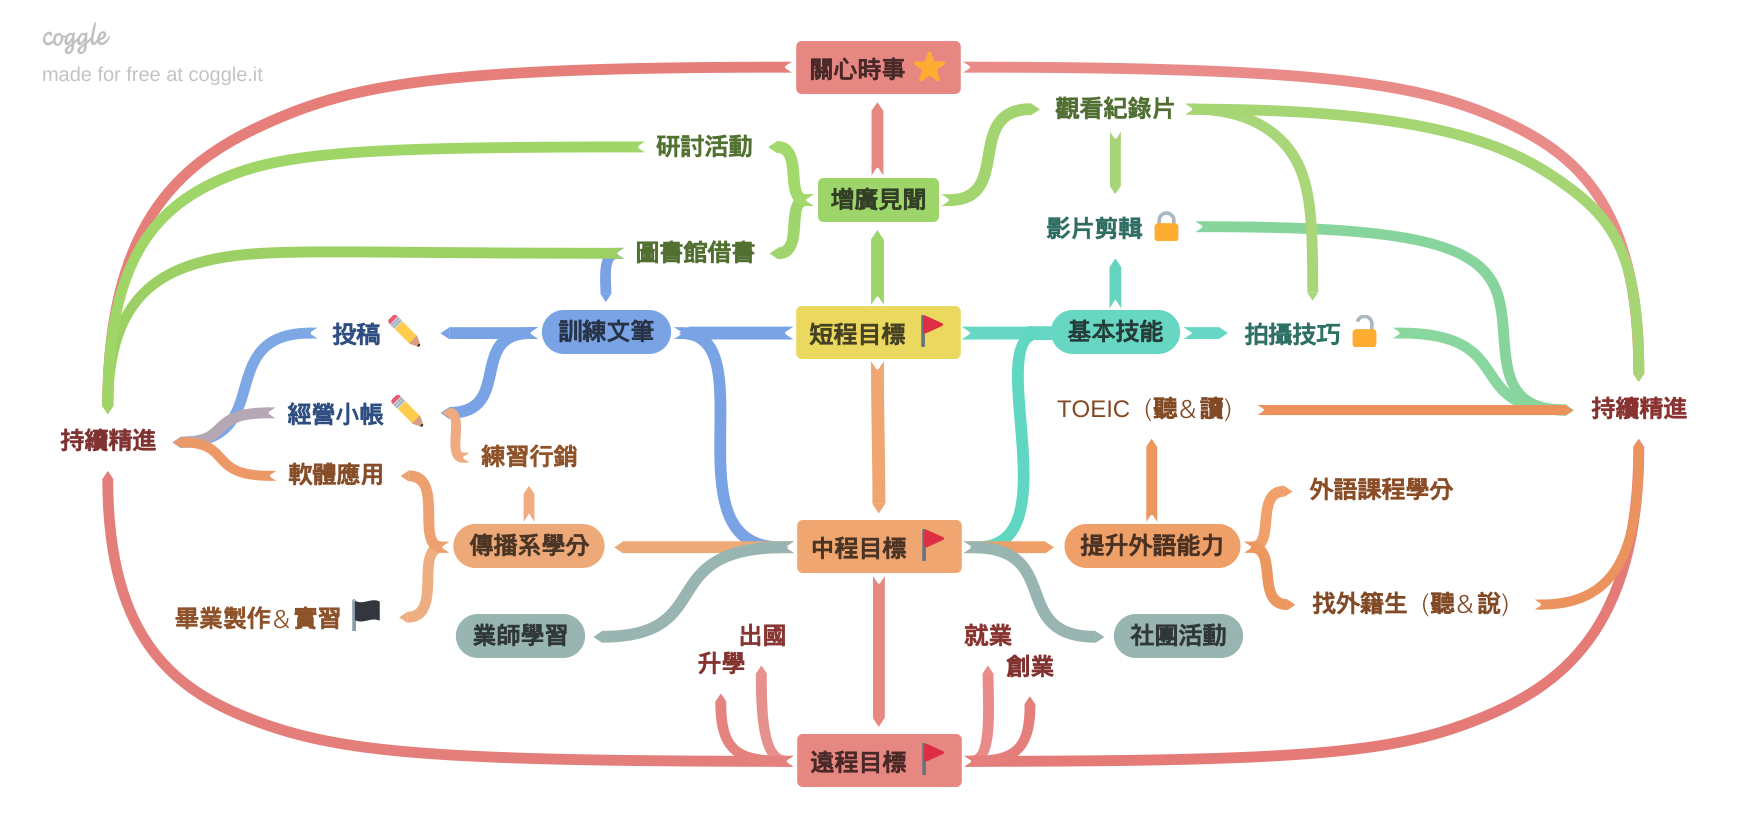 coggle
made for free at coggle.it
關心時事
觀看紀錄片
研討活動
增廣見聞
影片剪輯
圖書館借書
投稿
訓練文筆
短程目標
基本技能
拍攝技巧
經營小帳
TOEIC（聽&讀）
持續精進
持續精進
練習行銷
軟體應用
外語課程學分
傳播系學分
中程目標
提升外語能力
畢業製作&實習
找外籍生（聽&說）
業師學習
出國
就業
社團活動
升學
創業
遠程目標